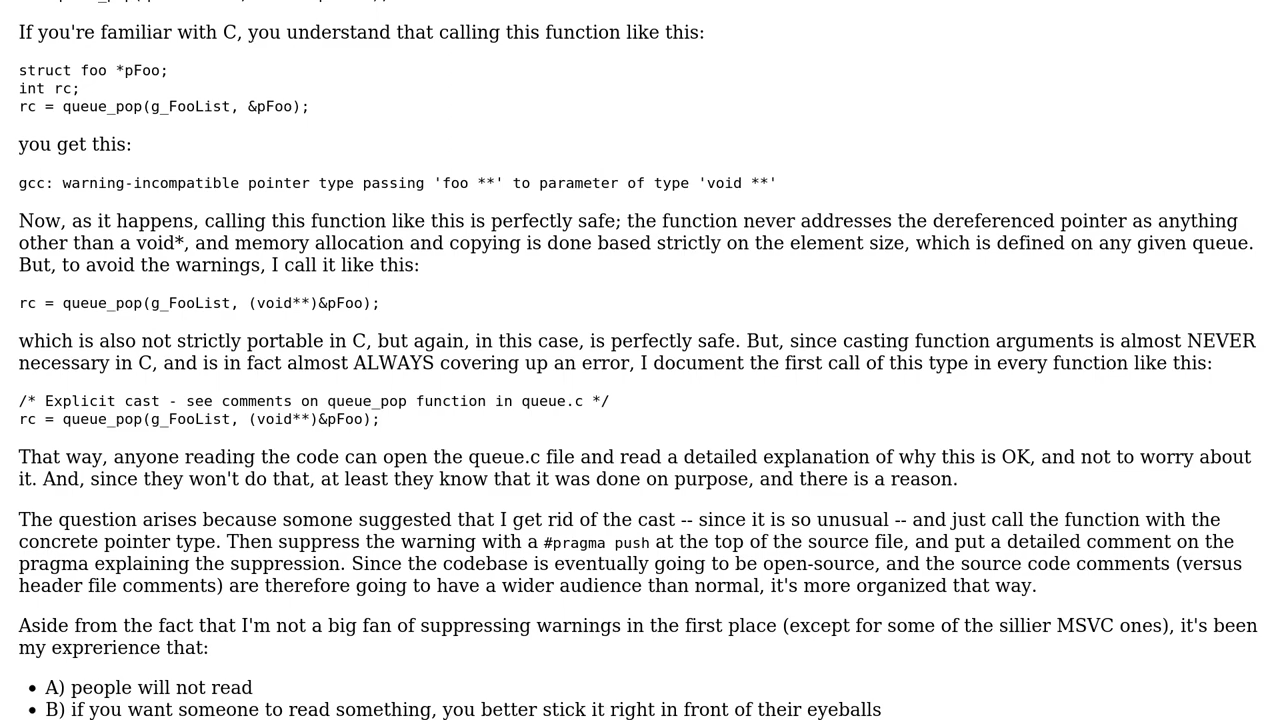 If you're familiar with C, you understand that calling this function like this:
struct foo *pFoo;
int rc;
rc = queue_pop(g_FooList, &pFoo);
you get this:
gcc: warning-incompatible pointer type passing 'foo **' to parameter of type 'void **'
Now, as it happens, calling this function like this is perfectly safe; the function never addresses the dereferenced pointer as anything
other than a void*, and memory allocation and copying is done based strictly on the element size, which is defined on any given queue.
But, to avoid the warnings, I call it like this:
rc = queue_pop(g_FooList, (void**)&pFoo);
which is also not strictly portable in C, but again, in this case, is perfectly safe. But, since casting function arguments is almost NEVER
necessary in C, and is in fact almost ALWAYS covering up an error, I document the first call of this type in every function like this:
/* Explicit cast - see comments on queue_pop function in queue.c */
rc = queue_pop(g_FooList, (void**)&pFoo);
That way, anyone reading the code can open the queue.c file and read a detailed explanation of why this is OK, and not to worry about
it. And, since they won't do that, at least they know that it was done on purpose, and there is a reason.
The question arises because somone suggested that I get rid of the cast -- since it is so unusual -- and just call the function with the
concrete pointer type. Then suppress the warning with a #pragma push at the top of the source file, and put a detailed comment on the
pragma explaining the suppression. Since the codebase is eventually going to be open-source, and the source code comments (versus
header file comments) are therefore going to have a wider audience than normal, it's more organized that way.
Aside from the fact that I'm not a big fan of suppressing warnings in the first place (except for some of the sillier MSVC ones), it's been
my exprerience that:
• A) people will not read
• B) if you want someone to read something, you better stick it right in front of their eyeballs